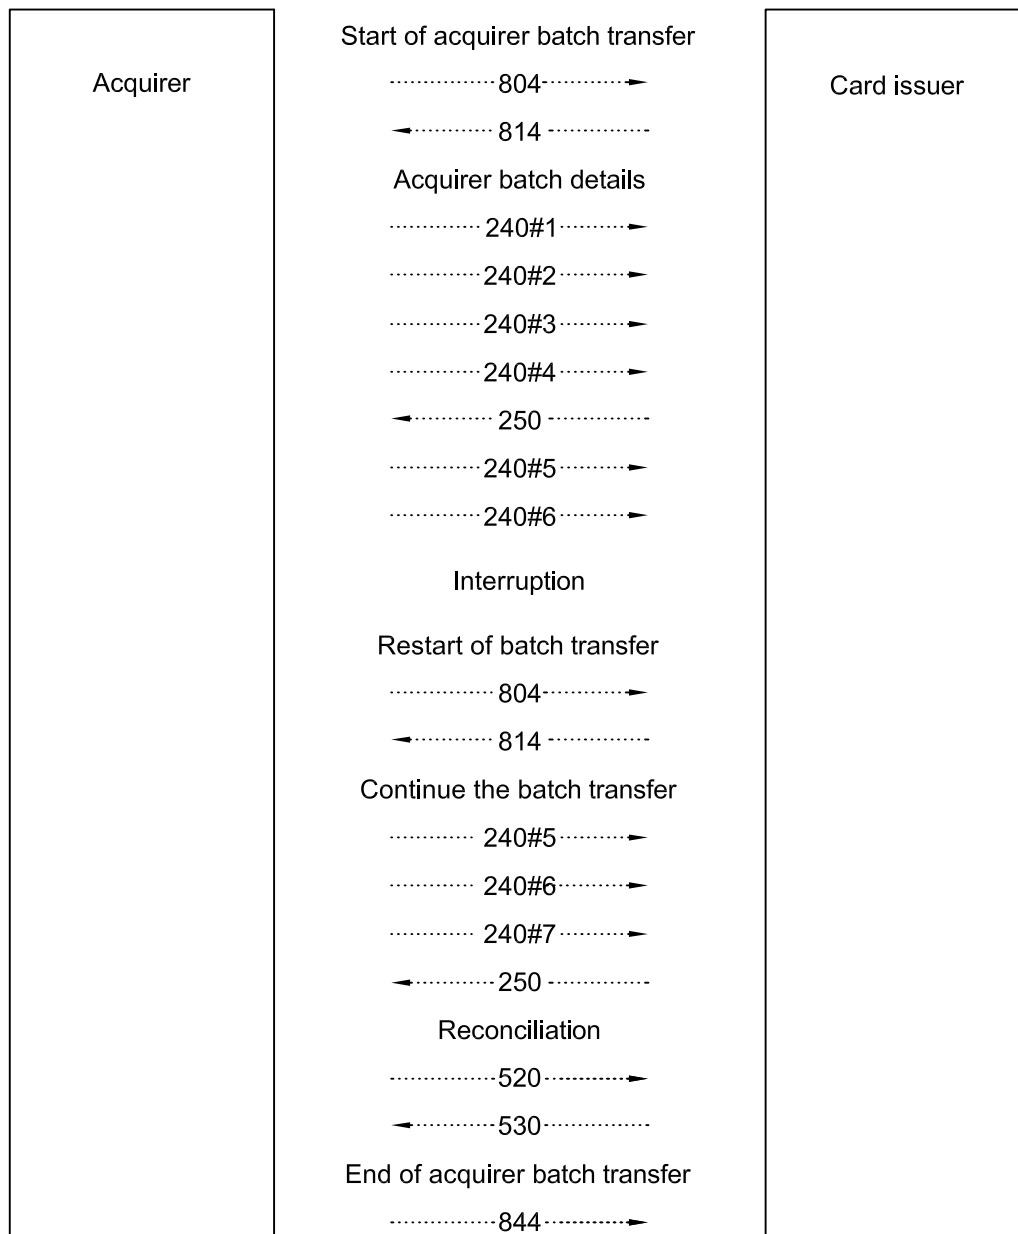 Start of acquirer batch transfer
Acquirer
804
Card issuer
814
Acquirer batch details
240#1
240#2
240#3
240#4
250
240#5
240#6
Interruption
Restart of batch transfer
804
814
Continue the batch transfer
240#5
240#6
240#7
250
Reconciliation
520
530
End of acquirer batch transfer
844